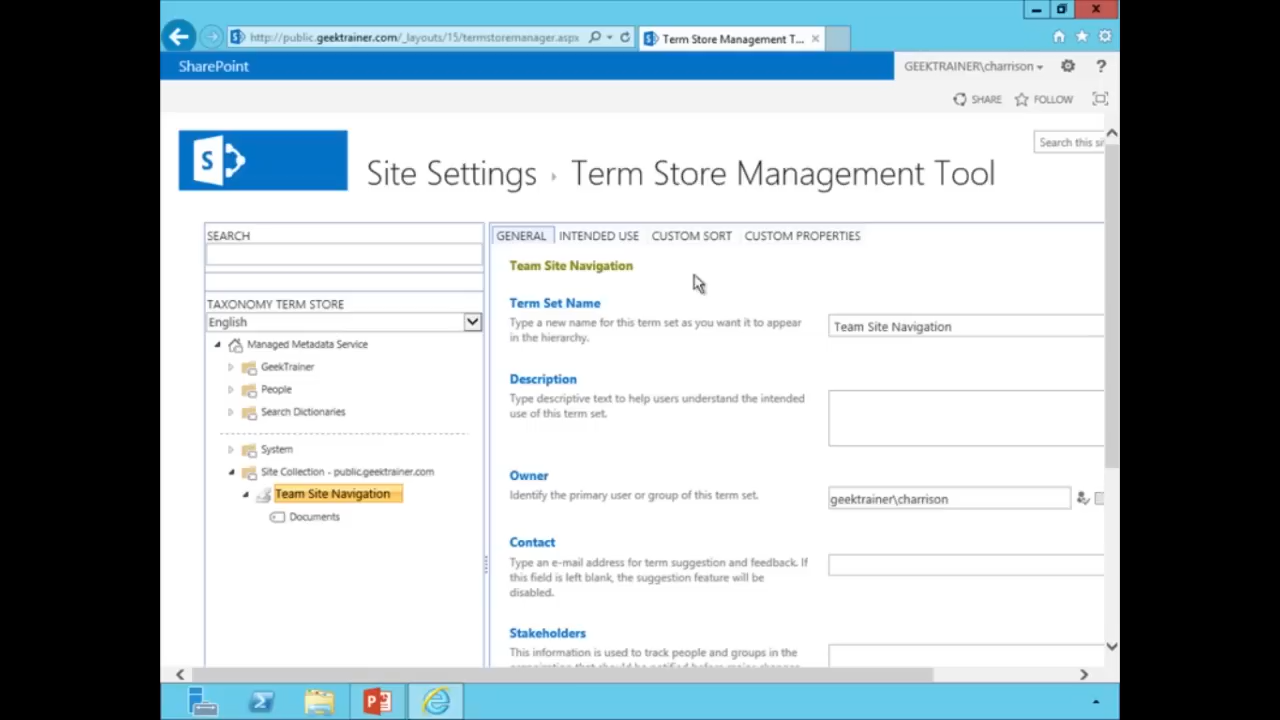 http://public.geektrainer.com/_layouts/15/termstoremanager.aspx
Term Store Management T...
SharePoint
GEEKTRAINER\charrison
?
SHARE
FOLLOW
S
Site Settings
Term Store Management Tool
Search this si
SEARCH
TAXONOMY TERM STORE
English
Managed Metadata Service
GeekTrainer
People
Search Dictionaries
System
Site Collection - public.geektrainer.com
Team Site Navigation
Documents
GENERAL
INTENDED USE
CUSTOM SORT
CUSTOM PROPERTIES
Team Site Navigation
Term Set Name
Type a new name for this term set as you want it to appear
in the hierarchy.
Team Site Navigation
Description
Type descriptive text to help users understand the intended
use of this term set.
Owner
Identify the primary user or group of this term set.
geektrainer\charrison
Contact
Type an e-mail address for term suggestion and feedback. If
this field is left blank, the suggestion feature will be
disabled.
Stakeholders
This information is used to track people and groups in the